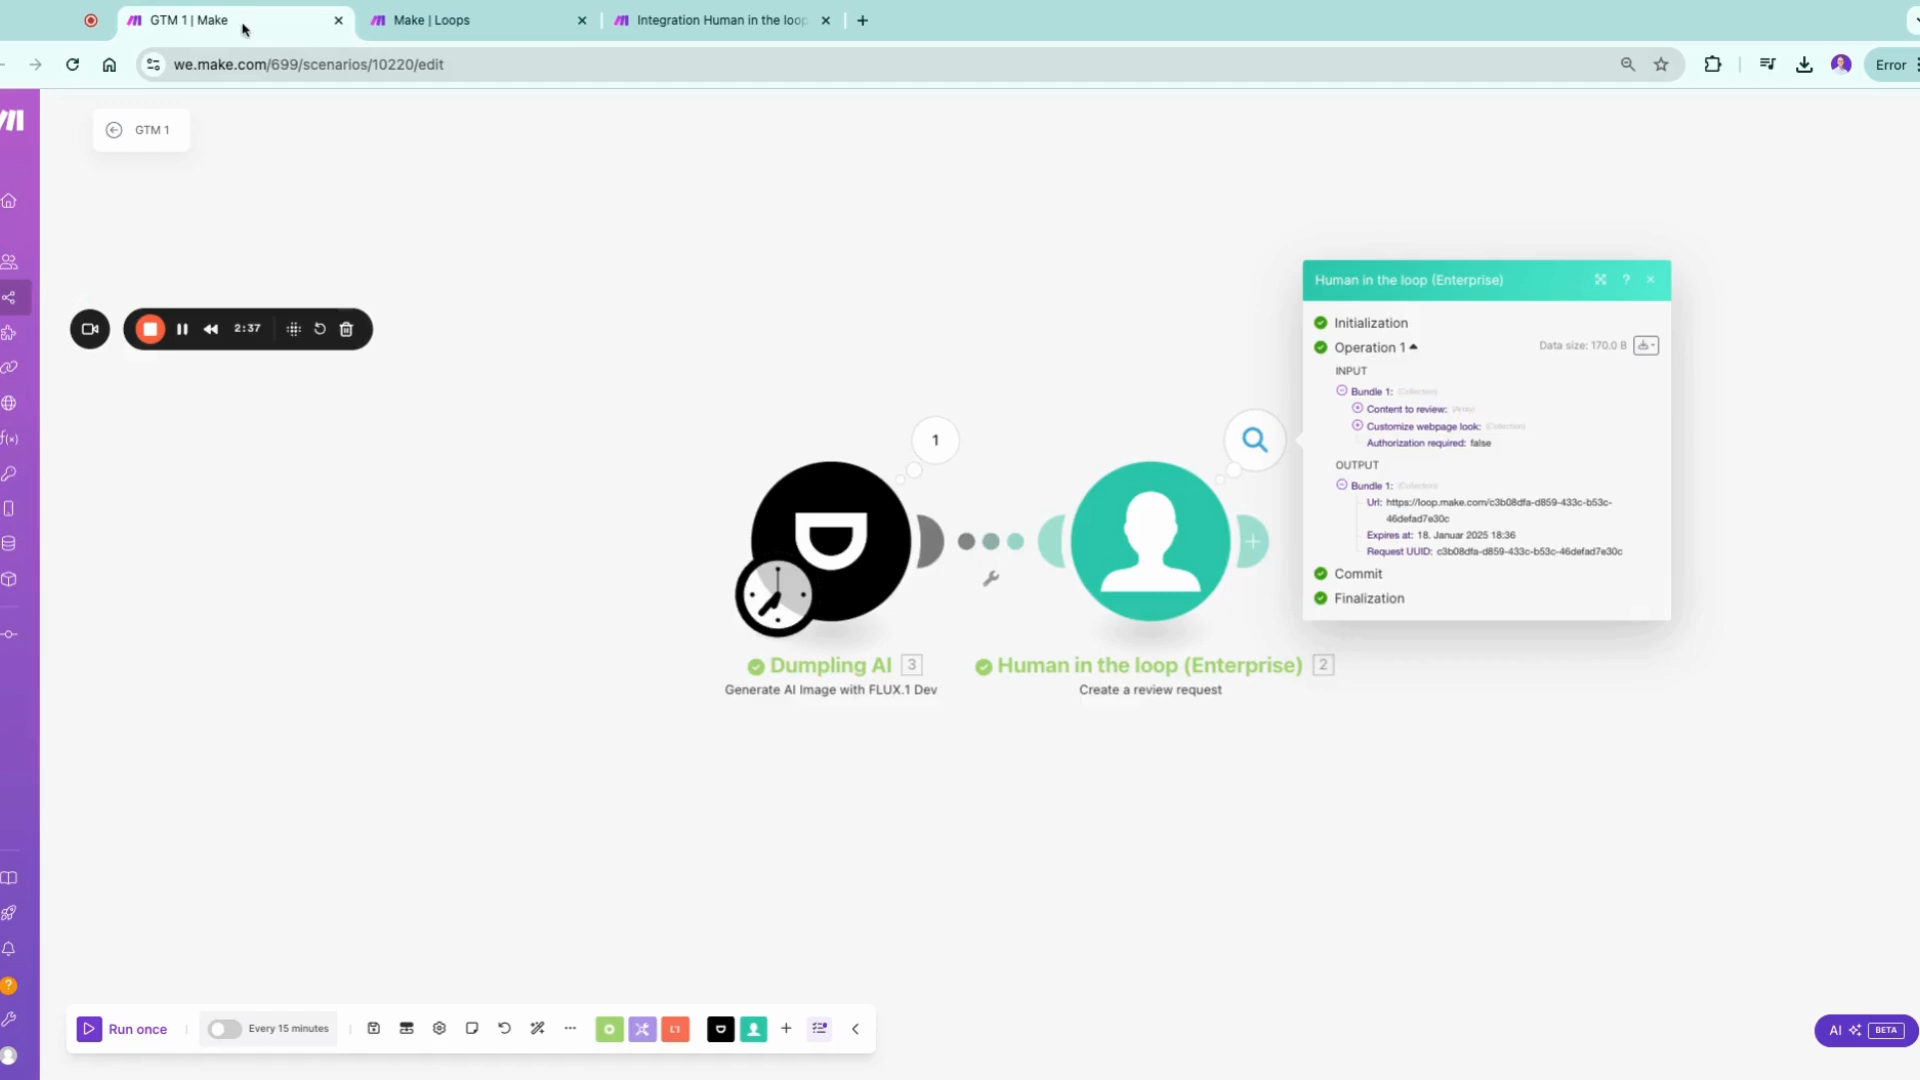 GTM 1 | Make
Make | Loops
Integration Human in the loop
we.make.com/699/scenarios/10220/edit
Error
GTM 1
2:37
Human in the loop (Enterprise)
?
Initialization
Operation 1
Data size: 170.0 B
INPUT
Bundle 1: (Collection)
Content to review: (Array)
Customize webpage look: (Collection)
Authorization required: false
OUTPUT
Bundle 1: (Collection)
Url: https://loop.make.com/c3b08dfa-d859-433c-b53c-
46defad7e30c
Expires at: 18. Januar 2025 18:36
Request UUID: c3b08dfa-d859-433c-b53c-46defad7e30c
Commit
Finalization
1
Dumpling AI 3
Generate AI Image with FLUX.1 Dev
Human in the loop (Enterprise) 2
Create a review request
Run once
Every 15 minutes
AI BETA